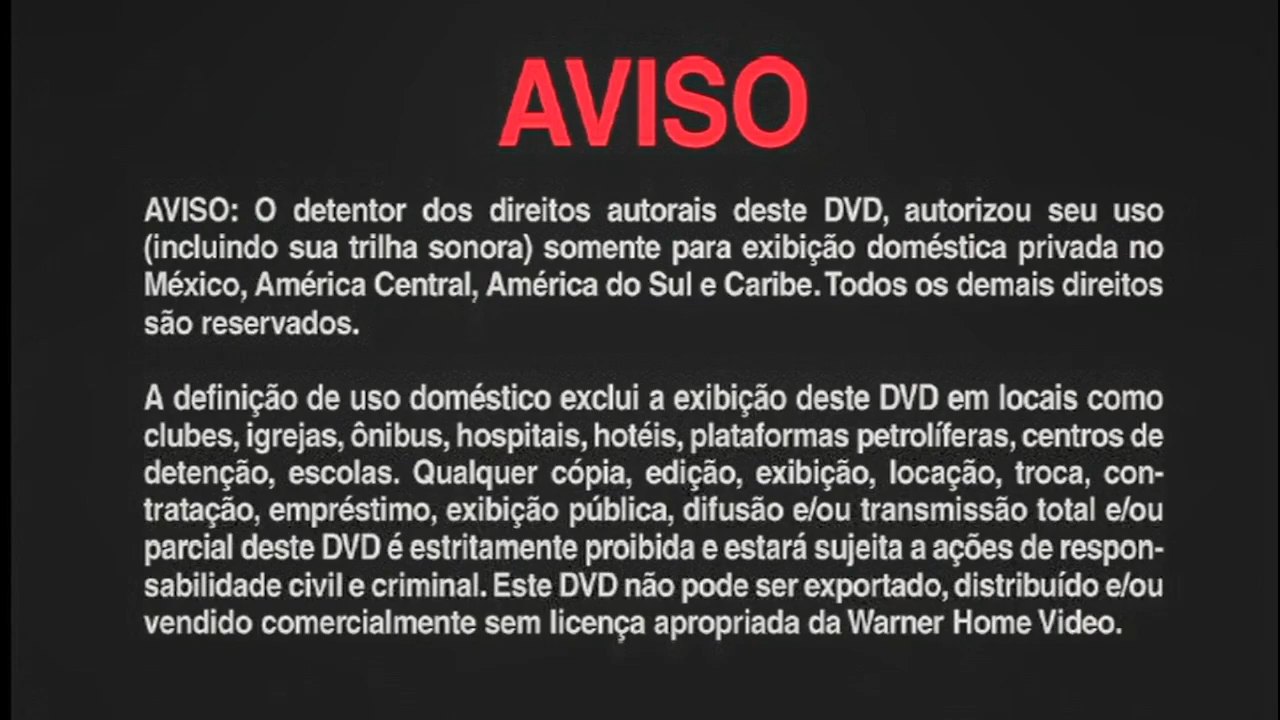 AVISO
AVISO: O detentor dos direitos autorais deste DVD, autorizou seu uso
(incluindo sua trilha sonora) somente para exibição doméstica privada no
México, América Central, América do Sul e Caribe. Todos os demais direitos
são reservados.
A definição de uso doméstico exclui a exibição deste DVD em locais como
clubes, igrejas, ônibus, hospitais, hotéis, plataformas petrolíferas, centros de
detenção, escolas. Qualquer cópia, edição, exibição, locação, troca, con-
tratação, empréstimo, exibição pública, difusão e/ou transmissão total e/ou
parcial deste DVD é estritamente proibida e estará sujeita a ações de respon-
sabilidade civil e criminal. Este DVD não pode ser exportado, distribuído e/ou
vendido comercialmente sem licença apropriada da Warner Home Video.